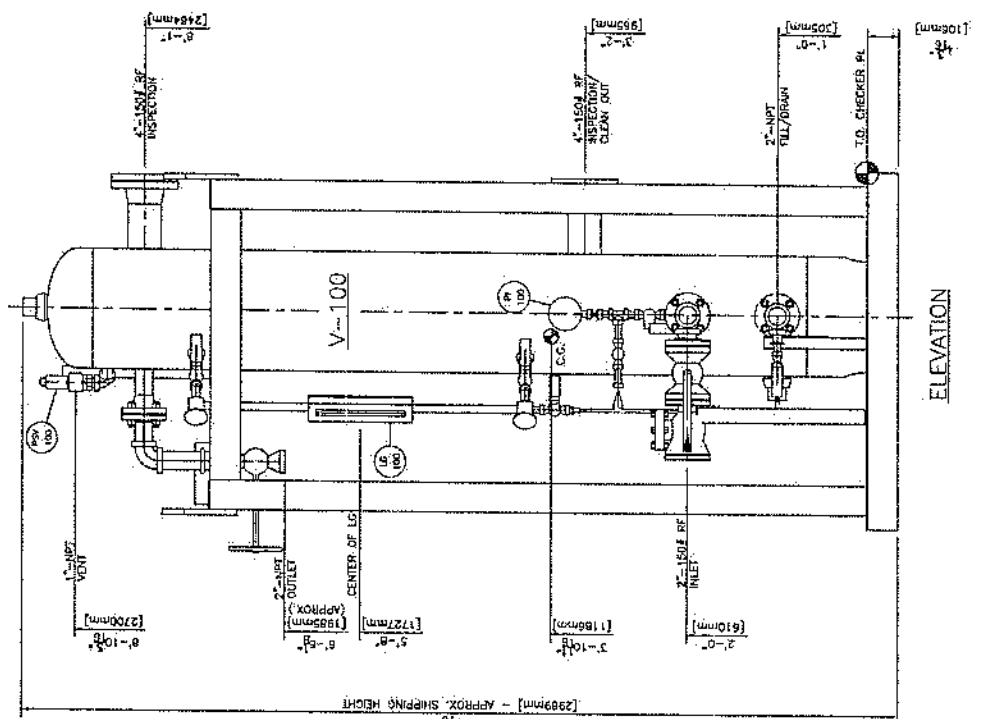 8'-1"
[2464mm]
4"-150# RF
INSPECTION
3'-2"
[965mm]
4"-150# RF
INSPECTION/
CLEAN OUT
1'-0"
[305mm]
2"-NPT
FILL/DRAIN
T.O. CHECKER PL
[106mm]
V-100
PI
100
C.G.
PSV
100
LG
100
1"-NPT
VENT
[2700mm]
2"-NPT
OUTLET
[1985mm]
(APPROX.)
CENTER OF LG
5'-8"
[1727mm]
[1186mm]
2"-150# RF
INLET
2'-0"
[610mm]
[2989mm] - APPROX. SHIPPING HEIGHT
ELEVATION